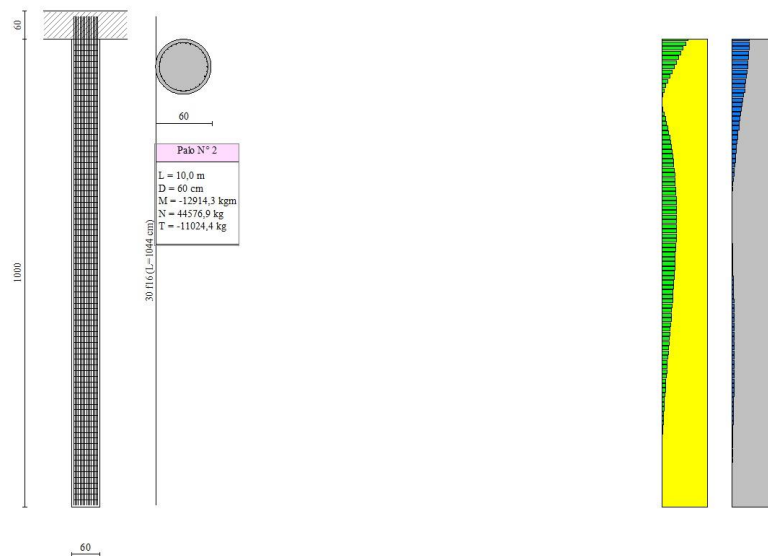 60
60
Palo N° 2
L = 10,0 m
D = 60 cm
M = -12914,3 kgm
N = 44576,9 kg
T = -11024,4 kg
30 f16 (L=1044 cm)
1000
60